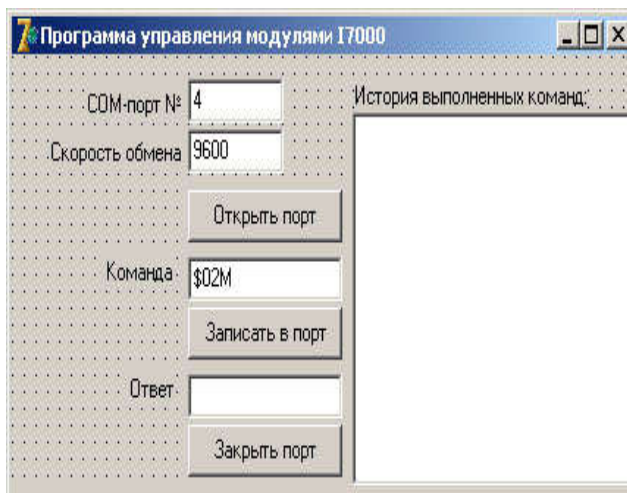 Программа управления модулями I7000
COM-порт №
4
История выполненных команд:
Скорость обмена
9600
Открыть порт
Команда
$02M
Записать в порт
Ответ
Закрыть порт